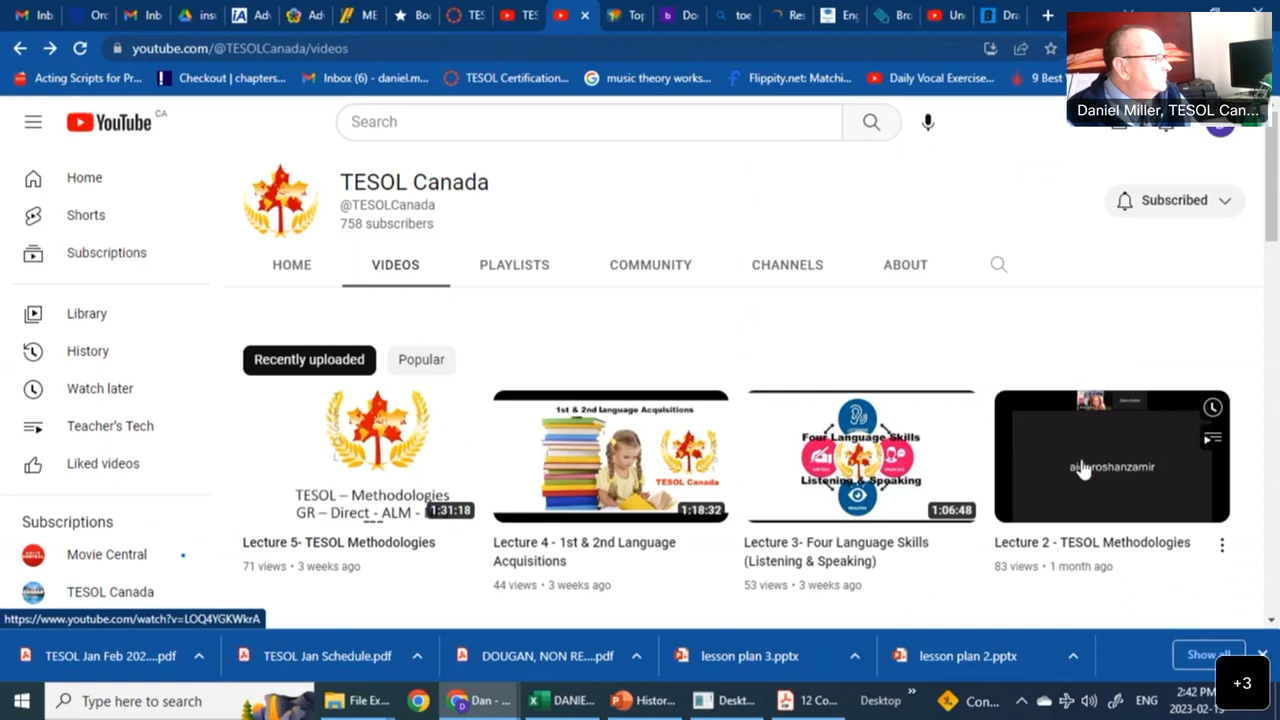 Inb
Orc
Inb
ins
Ad
Ad
ME
Bo
TES
TES
Top
Do
toe
Res
Eng
Bro
Unc
Dra
youtube.com/@TESOLCanada/videos
Acting Scripts for Pr...
Checkout | chapters...
Inbox (6) - daniel.m...
TESOL Certification...
music theory works...
Flippity.net: Matchi...
Daily Vocal Exercise...
9 Best
Daniel Miller, TESOL Can...
YouTube CA
Search
Home
Shorts
Subscriptions
Library
History
Watch later
Teacher's Tech
Liked videos
Subscriptions
Movie Central
TESOL Canada
TESOL Canada
@TESOLCanada
758 subscribers
Subscribed
HOME VIDEOS PLAYLISTS COMMUNITY CHANNELS ABOUT
Recently uploaded Popular
TESOL – Methodologies
GR – Direct - ALM -
1:31:18
Lecture 5- TESOL Methodologies
71 views • 3 weeks ago
1st & 2nd Language Acquisitions
TESOL Canada
1:18:32
Lecture 4 - 1st & 2nd Language
Acquisitions
44 views • 3 weeks ago
Four Language Skills
Listening & Speaking
1:06:48
Lecture 3- Four Language Skills
(Listening & Speaking)
53 views • 3 weeks ago
Lecture 2 - TESOL Methodologies
83 views • 1 month ago
https://www.youtube.com/watch?v=LOQ4YGKWkrA
TESOL Jan Feb 202....pdf
TESOL Jan Schedule.pdf
DOUGAN, NON RE....pdf
lesson plan 3.pptx
lesson plan 2.pptx
Show all
Type here to search
File Ex...
Dan - ...
DANIE...
Histor...
Deskt...
12 Co...
Desktop
Con...
ENG
2:42 PM
+3